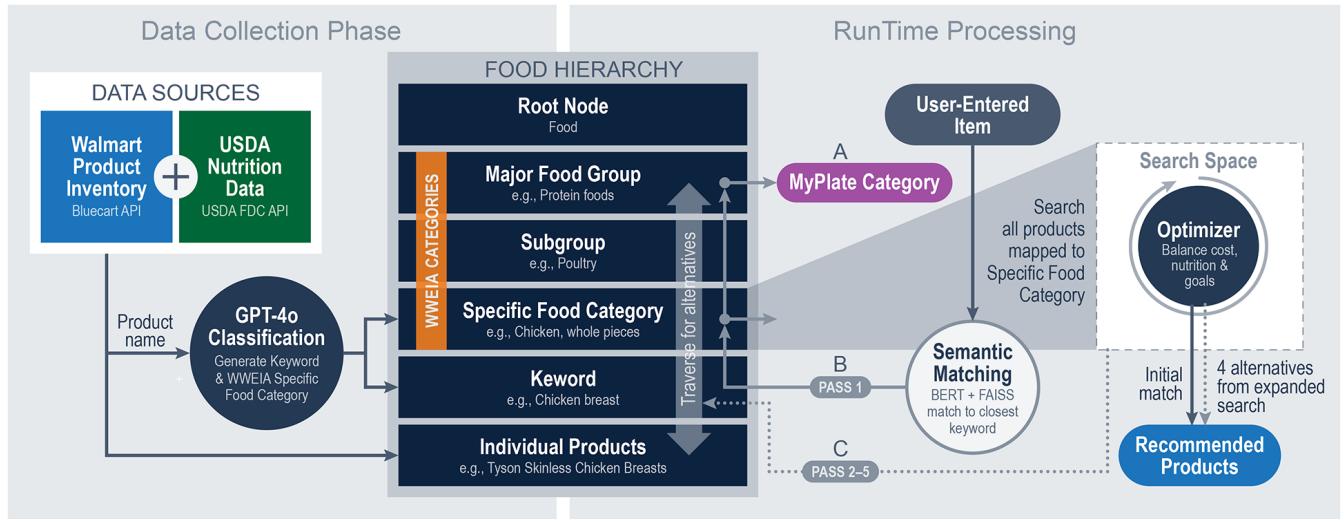 Data Collection Phase
RunTime Processing
DATA SOURCES
Walmart
Product
Inventory
Bluecart API
+
USDA
Nutrition
Data
USDA FDC API
Product
name
GPT-4o
Classification
Generate Keyword
& WWEIA Specific
Food Category
FOOD HIERARCHY
Root Node
Food
WWEIA CATEGORIES
Major Food Group
e.g., Protein foods
Subgroup
e.g., Poultry
Specific Food Category
e.g., Chicken, whole pieces
Keword
e.g., Chicken breast
Individual Products
e.g., Tyson Skinless Chicken Breasts
Traverse for alternatives
A
MyPlate Category
User-Entered
Item
Search
all products
mapped to
Specific Food
Category
B
PASS 1
Semantic
Matching
BERT + FAISS
match to closest
keyword
C
PASS 2–5
Search Space
Optimizer
Balance cost,
nutrition &
goals
Initial
match
4 alternatives
from expanded
search
Recommended
Products